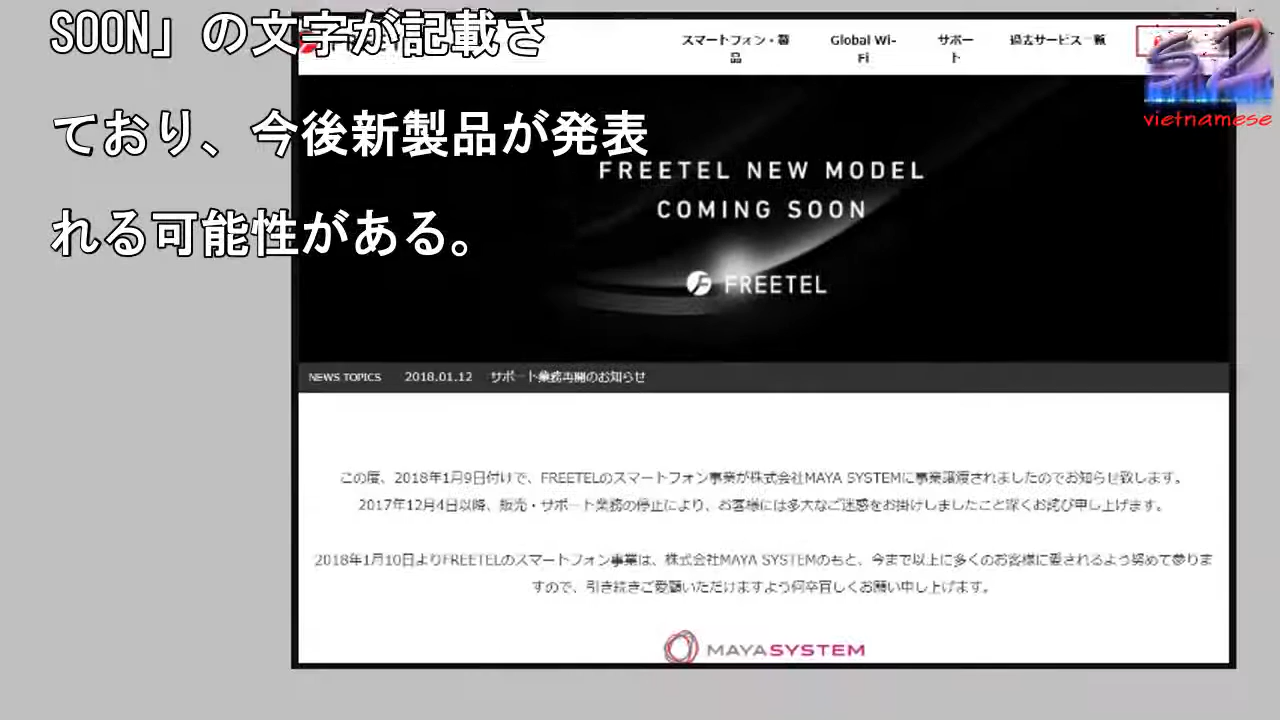 SOON」の文字が記載さ
ており、今後新製品が発表
れる可能性がある。
スマートフォン・製品
Global Wi-Fi
サポート
過去サービス一覧
S2
vietnamese
FREETEL NEW MODEL
COMING SOON
FREETEL
NEWS TOPICS 2018.01.12 サポート業務再開のお知らせ
この度、2018年1月9日付けで、FREETELのスマートフォン事業が株式会社MAYA SYSTEMに事業譲渡されましたのでお知らせ致します。
2017年12月4日以降、販売・サポート業務の停止により、お客様には多大なご迷惑をお掛けしましたこと深くお詫び申し上げます。
2018年1月10日よりFREETELのスマートフォン事業は、株式会社MAYA SYSTEMのもと、今まで以上に多くのお客様に愛されるよう努めて参りま
すので、引き続きご愛顧いただけますよう何卒宜しくお願い申し上げます。
MAYASYSTEM